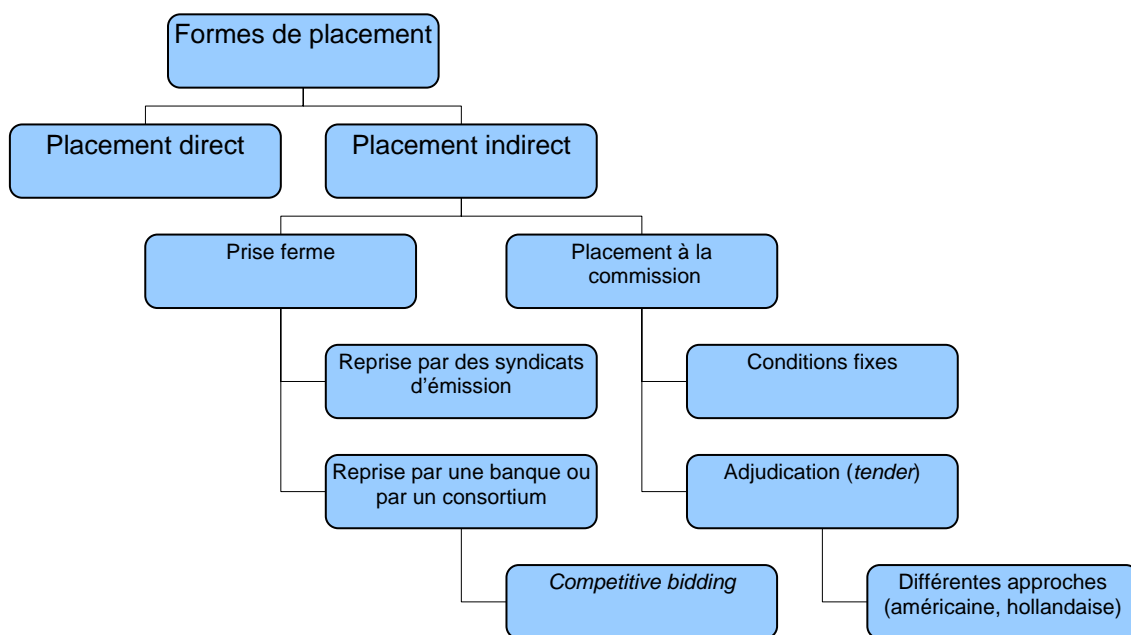 Formes de placement
Placement direct
Placement indirect
Prise ferme
Placement à la
commission
Reprise par des syndicats
d’émission
Conditions fixes
Reprise par une banque ou
par un consortium
Adjudication (tender)
Competitive bidding
Différentes approches
(américaine, hollandaise)